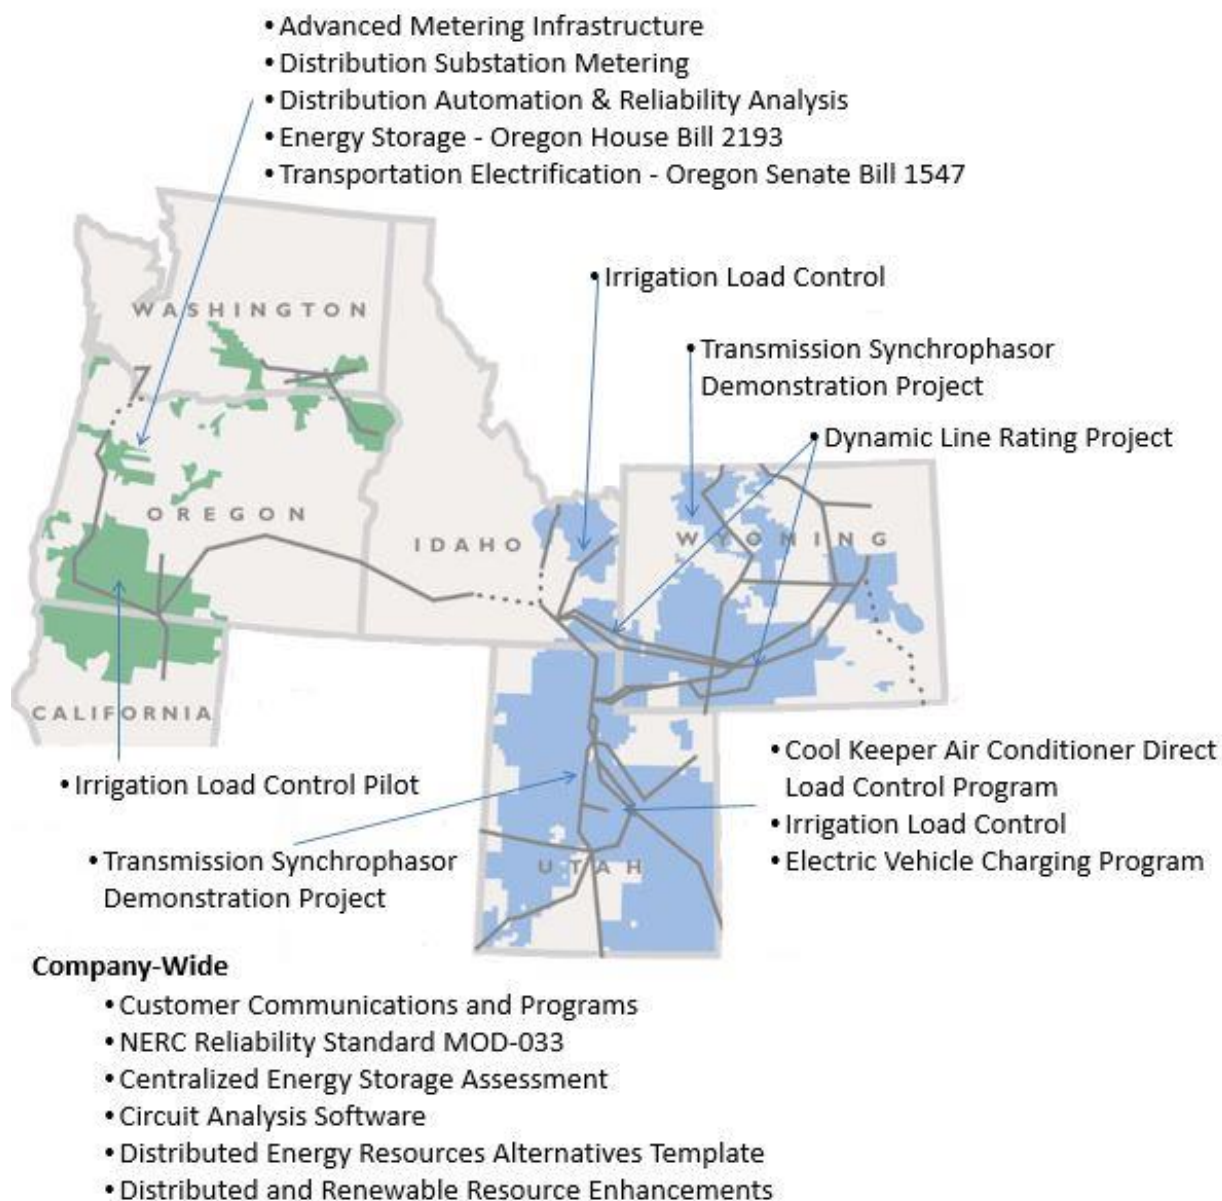 • Advanced Metering Infrastructure
• Distribution Substation Metering
• Distribution Automation & Reliability Analysis
• Energy Storage - Oregon House Bill 2193
• Transportation Electrification - Oregon Senate Bill 1547
• Irrigation Load Control
WASHINGTON
• Transmission Synchrophasor
Demonstration Project
• Dynamic Line Rating Project
OREGON
IDAHO
WYOMING
CALIFORNIA
• Irrigation Load Control Pilot
• Cool Keeper Air Conditioner Direct
Load Control Program
• Irrigation Load Control
• Electric Vehicle Charging Program
• Transmission Synchrophasor
Demonstration Project
UTAH
Company-Wide
• Customer Communications and Programs
• NERC Reliability Standard MOD-033
• Centralized Energy Storage Assessment
• Circuit Analysis Software
• Distributed Energy Resources Alternatives Template
• Distributed and Renewable Resource Enhancements